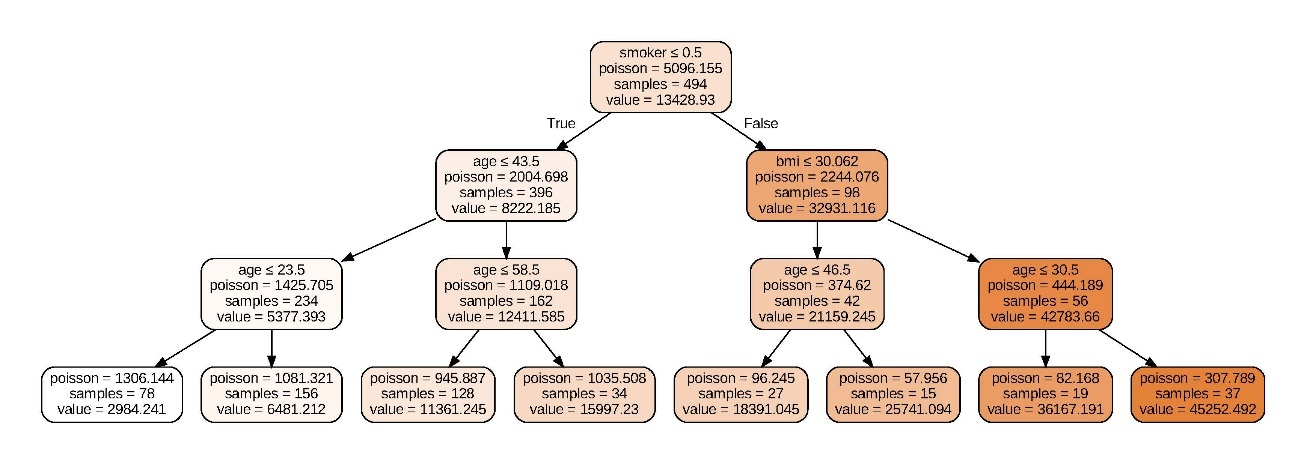 smoker ≤ 0.5
poisson = 5096.155
samples = 494
value = 13428.93
True
False
age ≤ 43.5
poisson = 2004.698
samples = 396
value = 8222.185
bmi ≤ 30.062
poisson = 2244.076
samples = 98
value = 32931.116
age ≤ 23.5
poisson = 1425.705
samples = 234
value = 5377.393
age ≤ 58.5
poisson = 1109.018
samples = 162
value = 12411.585
age ≤ 46.5
poisson = 374.62
samples = 42
value = 21159.245
age ≤ 30.5
poisson = 444.189
samples = 56
value = 42783.66
poisson = 1306.144
samples = 78
value = 2984.241
poisson = 1081.321
samples = 156
value = 6481.212
poisson = 945.887
samples = 128
value = 11361.245
poisson = 1035.508
samples = 34
value = 15997.23
poisson = 96.245
samples = 27
value = 18391.045
poisson = 57.956
samples = 15
value = 25741.094
poisson = 82.168
samples = 19
value = 36167.191
poisson = 307.789
samples = 37
value = 45252.492